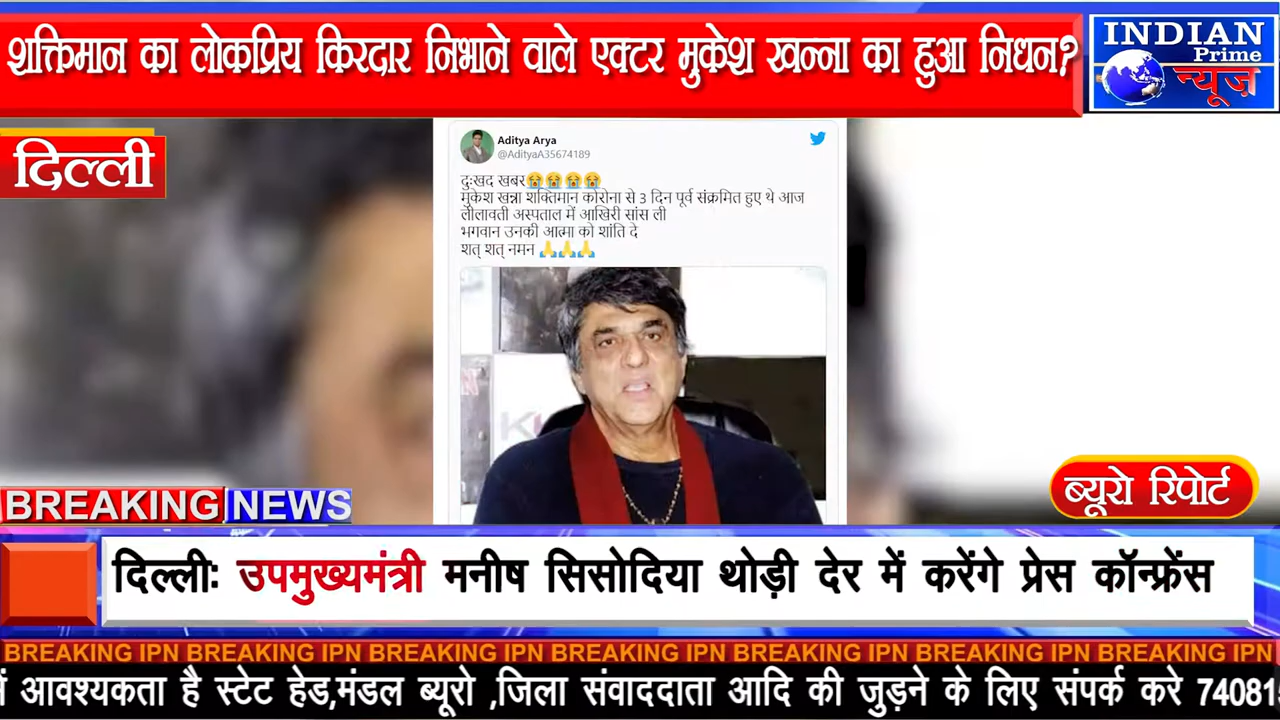 शक्तिमान का लोकप्रिय किरदार निभाने वाले एक्टर मुकेश खन्ना का हुआ निधन?
INDIAN
Prime
न्यूज़
दिल्ली
Aditya Arya
@AdityaA35674189
दुःखद खबर😭😭😭😭
मुकेश खन्ना शक्तिमान कोरोना से 3 दिन पूर्व संक्रमित हुए थे आज
लीलावती अस्पताल में आखिरी सांस ली
भगवान उनकी आत्मा को शांति दे
शत् शत् नमन 🙏🙏🙏
BREAKING NEWS
ब्यूरो रिपोर्ट
दिल्लीः उपमुख्यमंत्री मनीष सिसोदिया थोड़ी देर में करेंगे प्रेस कॉन्फ्रेंस
BREAKING IPN BREAKING IPN BREAKING IPN BREAKING IPN BREAKING IPN BREAKING IPN BREAKING IPN
आवश्यकता है स्टेट हेड,मंडल ब्यूरो ,जिला संवाददाता आदि की जुड़ने के लिए संपर्क करे 74081